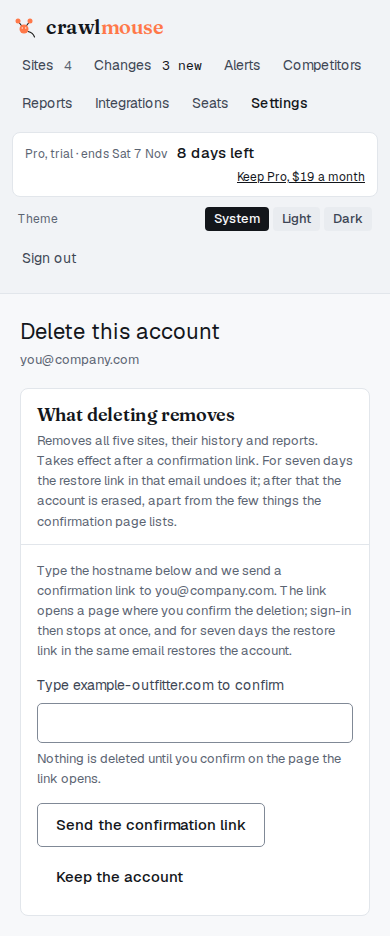 crawlmouse
Sites 4 Changes 3 new Alerts Competitors
Reports Integrations Seats Settings
Pro, trial · ends Sat 7 Nov 8 days left
Keep Pro, $19 a month
Theme System Light Dark
Sign out
Delete this account
you@company.com
What deleting removes
Removes all five sites, their history and reports.
Takes effect after a confirmation link. For seven days
the restore link in that email undoes it; after that the
account is erased, apart from the few things the
confirmation page lists.
Type the hostname below and we send a
confirmation link to you@company.com. The link
opens a page where you confirm the deletion; sign-in
then stops at once, and for seven days the restore
link in the same email restores the account.
Type example-outfitter.com to confirm
Nothing is deleted until you confirm on the page the
link opens.
Send the confirmation link
Keep the account